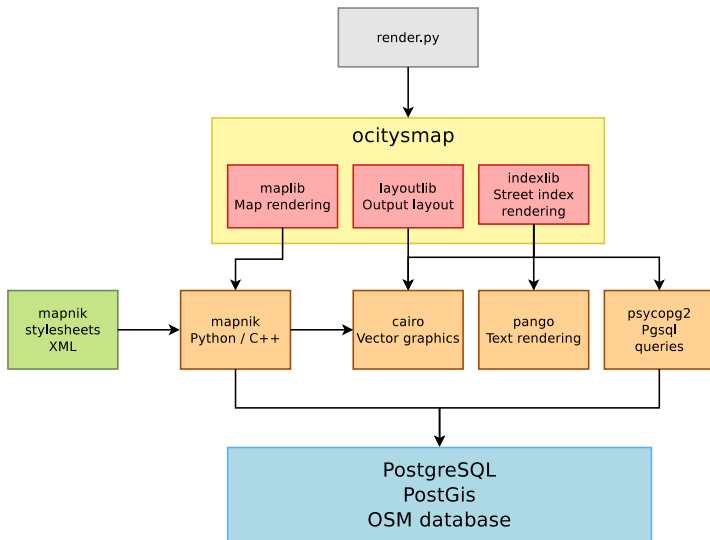 render.py
ocitysmap
maplib
Map rendering
layoutlib
Output layout
indexlib
Street index
rendering
mapnik
stylesheets
XML
mapnik
Python / C++
cairo
Vector graphics
pango
Text rendering
psycopg2
Pgsql
queries
PostgreSQL
PostGis
OSM database